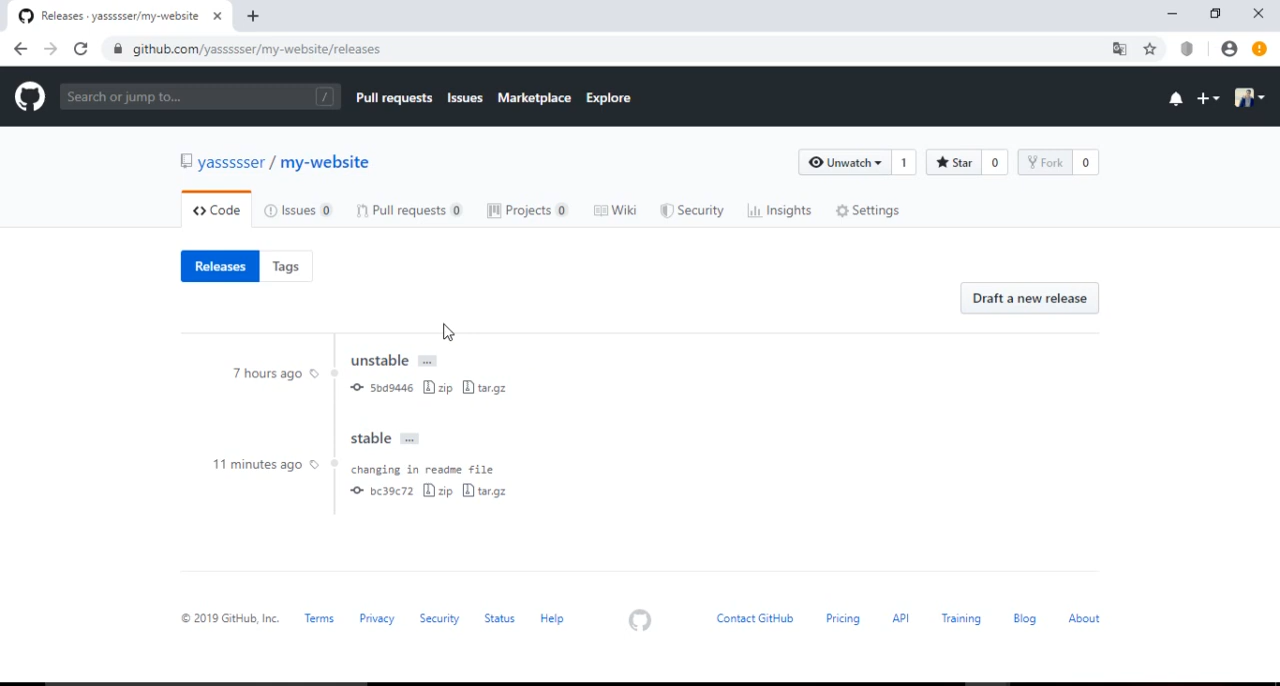 Releases · yassssser/my-website
github.com/yassssser/my-website/releases
Search or jump to... /
Pull requests Issues Marketplace Explore
yassssser / my-website
Unwatch 1 Star 0 Fork 0
Code Issues 0 Pull requests 0 Projects 0 Wiki Security Insights Settings
Releases Tags
Draft a new release
unstable ...
7 hours ago
5bd9446 zip tar.gz
stable ...
11 minutes ago
changing in readme file
bc39c72 zip tar.gz
© 2019 GitHub, Inc. Terms Privacy Security Status Help Contact GitHub Pricing API Training Blog About